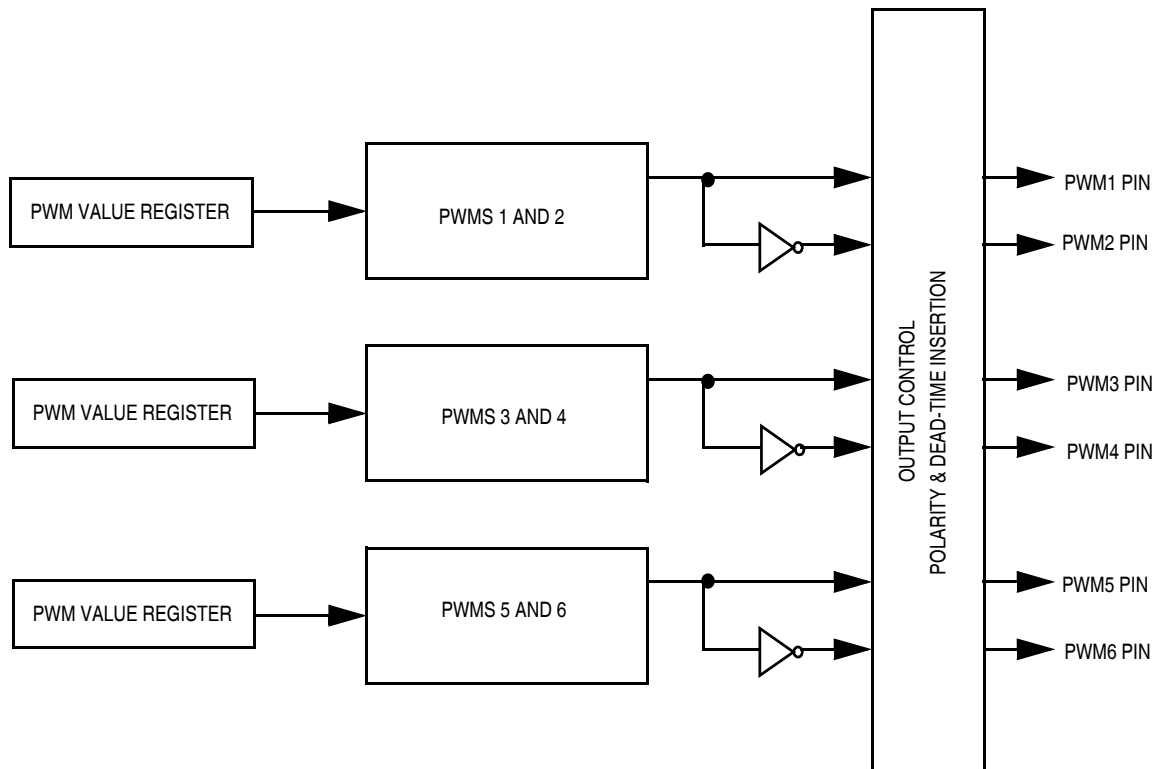 PWM VALUE REGISTER
PWMS 1 AND 2
PWM1 PIN
PWM2 PIN
PWM VALUE REGISTER
PWMS 3 AND 4
PWM3 PIN
PWM4 PIN
PWM VALUE REGISTER
PWMS 5 AND 6
PWM5 PIN
PWM6 PIN
OUTPUT CONTROL
POLARITY & DEAD-TIME INSERTION